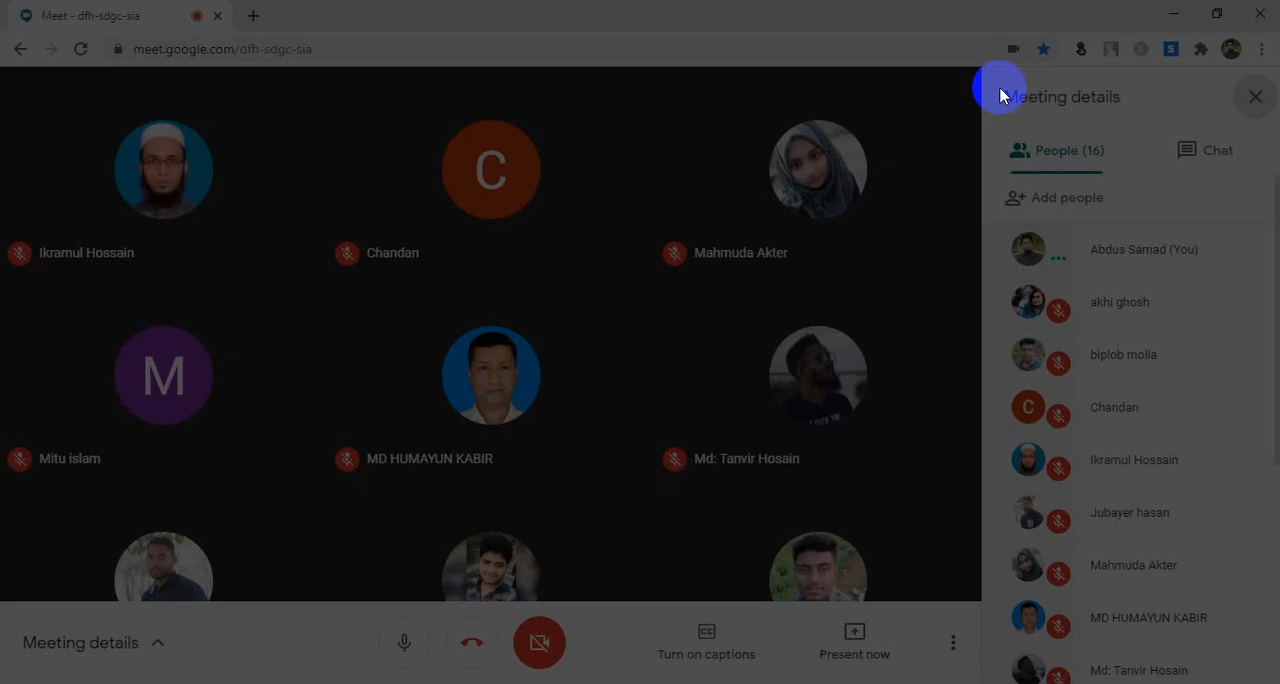 Meet - dfh-sdgc-sia
meet.google.com/dfh-sdgc-sia
S
Meeting details
People (16)
Chat
Add people
C
Ikramul Hossain
Chandan
Mahmuda Akter
M
Mitu islam
MD HUMAYUN KABIR
Md: Tanvir Hosain
Abdus Samad (You)
akhi ghosh
biplob molla
C
Chandan
Ikramul Hossain
Jubayer hasan
Mahmuda Akter
MD HUMAYUN KABIR
Md: Tanvir Hosain
Meeting details
CC
Turn on captions
Present now